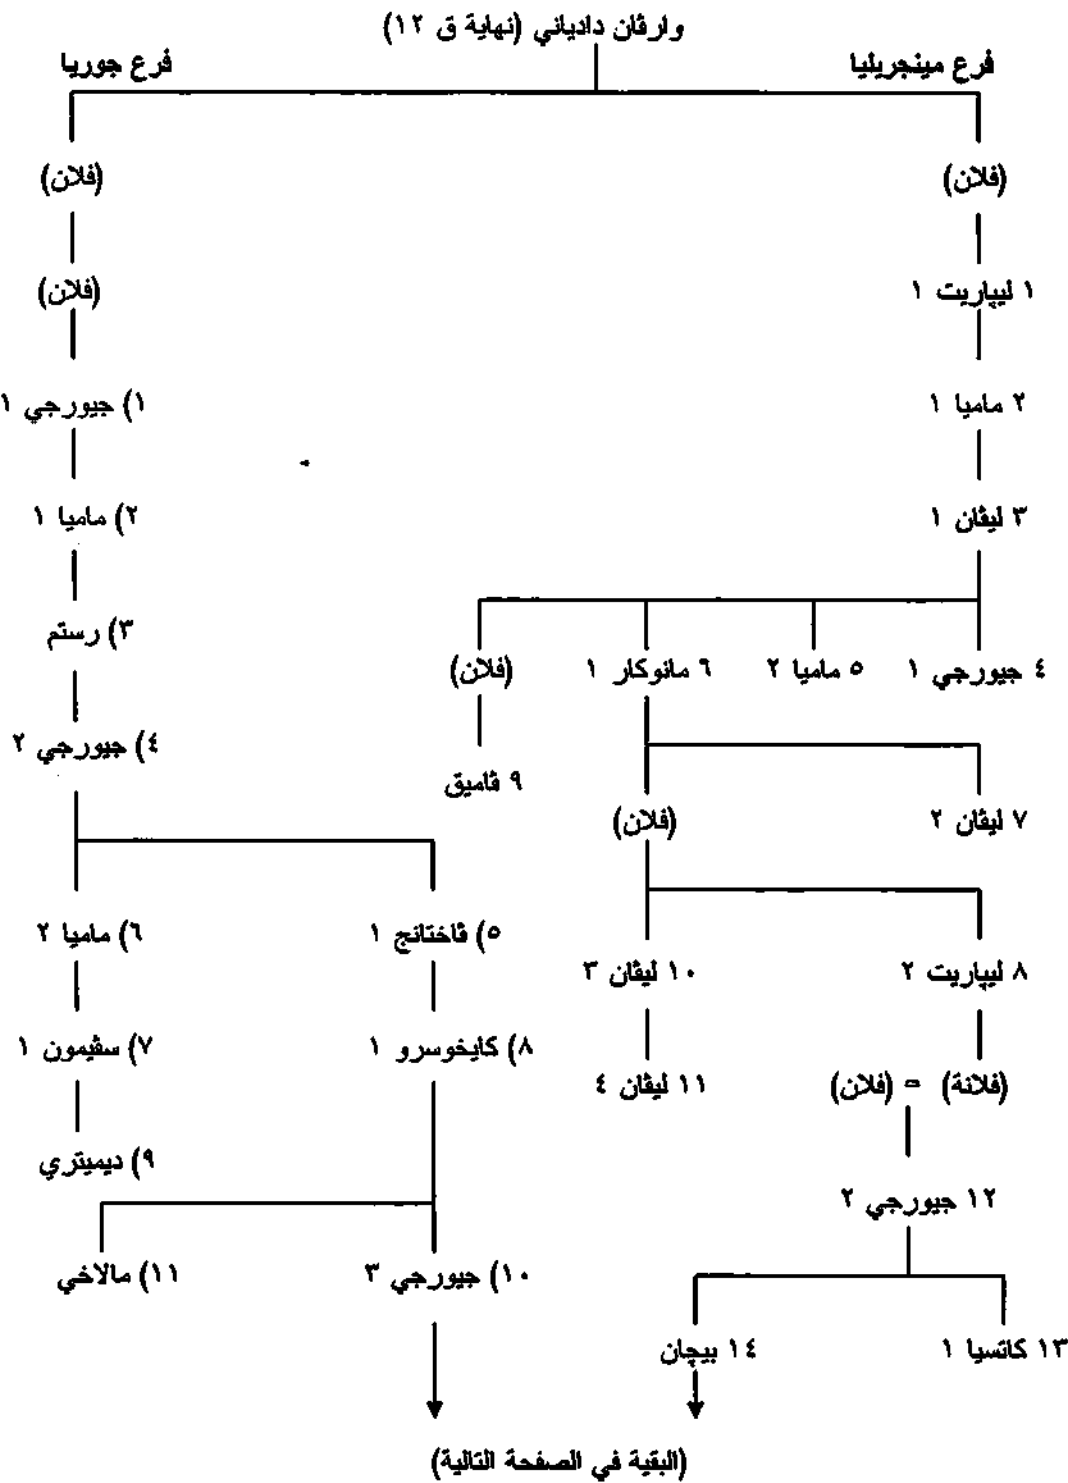 وارڤان داديانى (نهاية ق ١٢)
فرع مينجريليا
فرع جوريا
(فلان)
(فلان)
١ ليپاريت ١
(فلان)
٢ ماميا ١
١) جيورجي ١
٣ ليڤان ١
٢) ماميا ١
٣) رستم
٤ جيورجي ١
٥ ماميا ٢
٦ مانوكار ١
(فلان)
٤) جيورجي ٢
٩ ڤاميق
٧ ليڤان ٢
(فلان)
٥) ڤاختانج ١
٦) ماميا ٢
٨ ليپاريت ٢
١٠ ليڤان ٣
٨) كايخوسرو ١
٧) سڤيمون ١
(فلانة) = (فلان)
١١ ليڤان ٤
٩) ديميتري
١٢ جيورجي ٢
١٠) جيورجي ٣
١١) مالاخي
١٣ كاتسيا ١
١٤ بيچان
(البقية في الصفحة التالية)